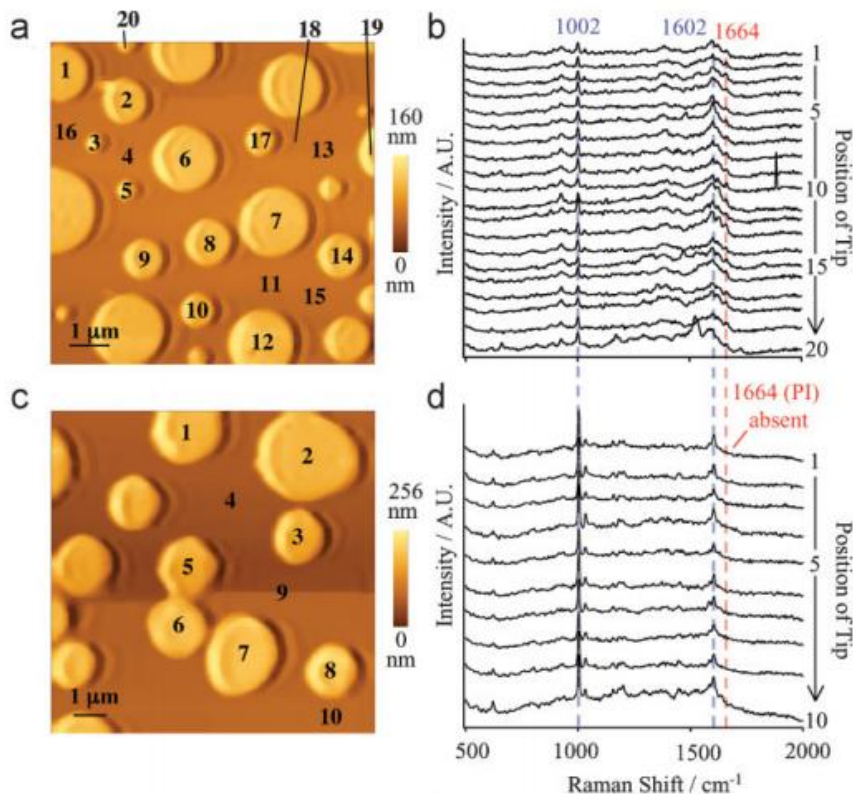 a
20
18
19
1
2
16
3
4
17
13
6
5
7
8
9
14
11
15
10
12
1 µm
160
nm
0
nm
b
1002
1602
1664
1
5
10
15
20
Position of Tip
Intensity / A.U.
c
1
2
4
3
5
9
6
7
8
10
1 µm
256
nm
0
nm
d
1664 (PI)
absent
1
5
10
Position of Tip
Intensity / A.U.
500
1000
1500
2000
Raman Shift / cm⁻¹